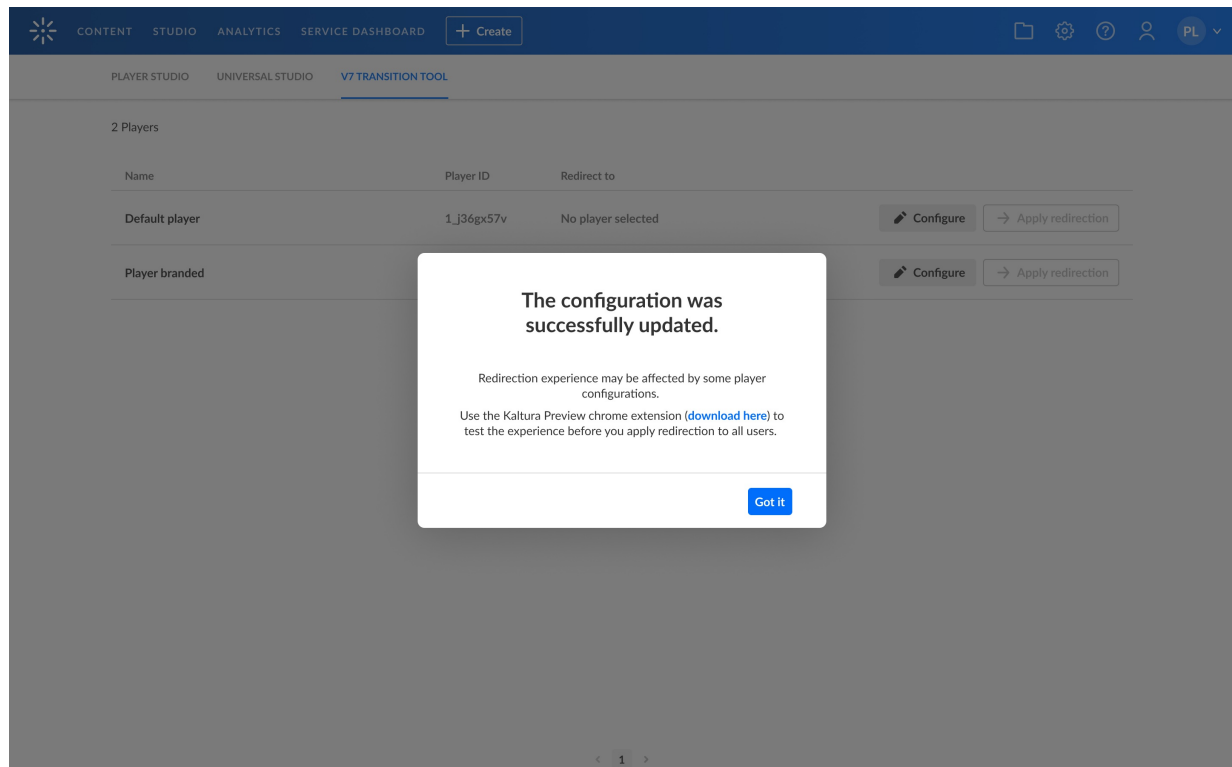 CONTENT STUDIO ANALYTICS SERVICE DASHBOARD + Create PL
PLAYER STUDIO UNIVERSAL STUDIO V7 TRANSITION TOOL
2 Players
Name Player ID Redirect to
Default player 1_j36gx57v No player selected Configure → Apply redirection
Player branded Configure → Apply redirection
The configuration was
successfully updated.
Redirection experience may be affected by some player
configurations.
Use the Kaltura Preview chrome extension (download here) to
test the experience before you apply redirection to all users.
Got it
< 1 >